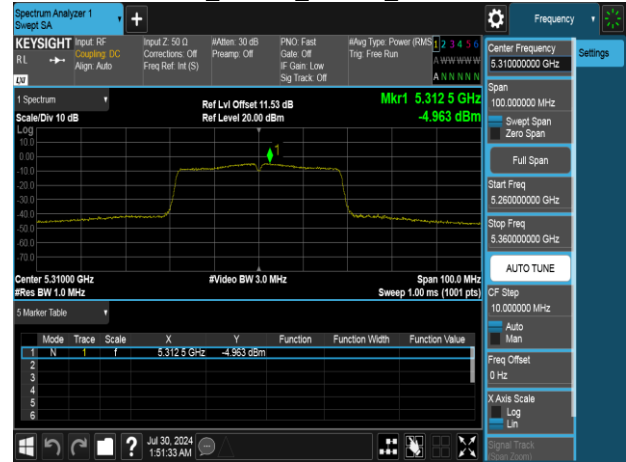 Spectrum Analyzer 1
Swept SA
+
Frequency
KEYSIGHT
RL
LXI
Input: RF
Coupling: DC
Align: Auto
Input Z: 50 Ω
Corrections: Off
Freq Ref: Int (S)
#Atten: 30 dB
Preamp: Off
PNO: Fast
Gate: Off
IF Gain: Low
Sig Track: Off
#Avg Type: Power (RMS
Trig: Free Run
1 2 3 4 5 6
A W W W W W
A N N N N N
1 Spectrum
Scale/Div 10 dB
Ref Lvl Offset 11.53 dB
Ref Level 20.00 dBm
Mkr1 5.312 5 GHz
-4.963 dBm
Log
10.0
0.00
-10.0
-20.0
-30.0
-40.0
-50.0
-60.0
-70.0
1
Center 5.31000 GHz
#Res BW 1.0 MHz
#Video BW 3.0 MHz
Span 100.0 MHz
Sweep 1.00 ms (1001 pts)
5 Marker Table
Mode Trace Scale X Y Function Function Width Function Value
1 N 1 f 5.312 5 GHz -4.963 dBm
2
3
4
5
6
Jul 30, 2024
1:51:33 AM
?
Center Frequency
5.310000000 GHz
Span
100.000000 MHz
Swept Span
Zero Span
Full Span
Start Freq
5.260000000 GHz
Stop Freq
5.360000000 GHz
AUTO TUNE
CF Step
10.000000 MHz
Auto
Man
Freq Offset
0 Hz
X Axis Scale
Log
Lin
Signal Track
(Span Zoom)
Settings